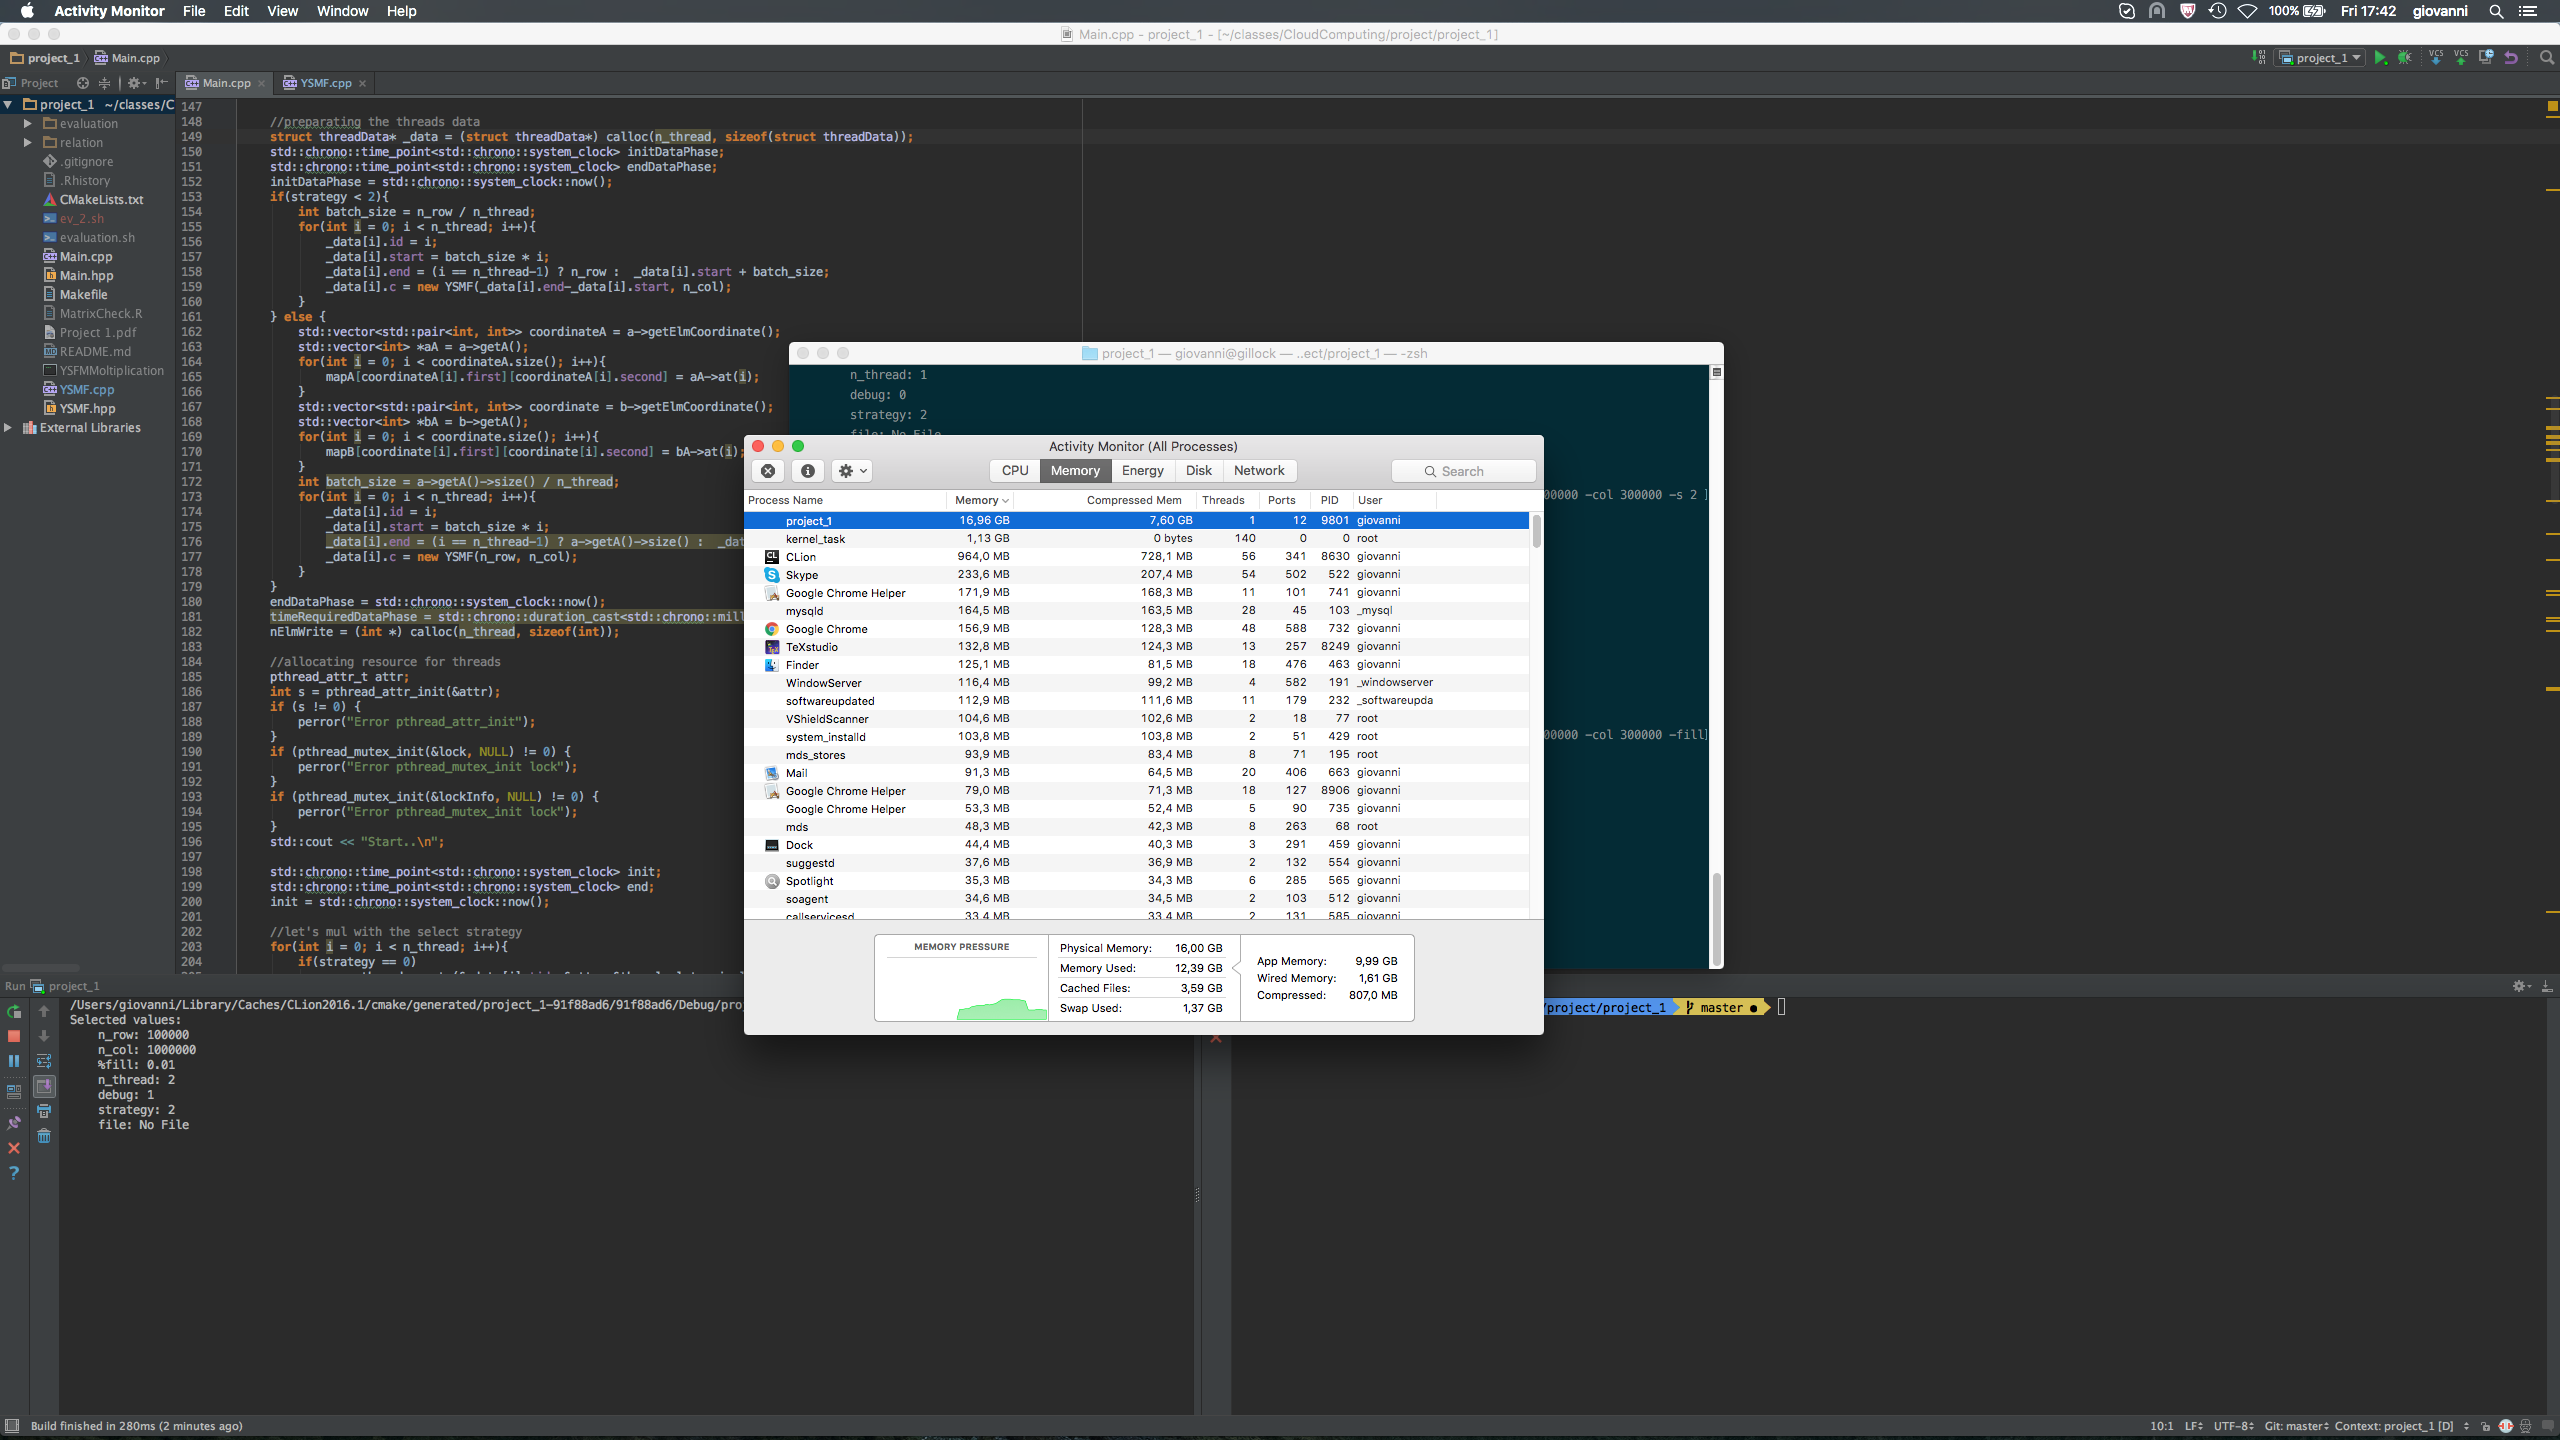 Activity Monitor File Edit View Window Help
100% Fri 17:42 giovanni
Main.cpp - project_1 - [~/classes/CloudComputing/project/project_1]
project_1 Main.cpp
project_1
VCS VCS
Project
Main.cpp YSMF.cpp
project_1 ~/classes/C
evaluation
relation
.gitignore
.Rhistory
CMakeLists.txt
ev_2.sh
evaluation.sh
Main.cpp
Main.hpp
Makefile
MatrixCheck.R
Project 1.pdf
README.md
YSFMMoltiplication
YSMF.cpp
YSMF.hpp
External Libraries
147
148 //preparating the threads data
149 struct threadData* _data = (struct threadData*) calloc(n_thread, sizeof(struct threadData));
150 std::chrono::time_point<std::chrono::system_clock> initDataPhase;
151 std::chrono::time_point<std::chrono::system_clock> endDataPhase;
152 initDataPhase = std::chrono::system_clock::now();
153 if(strategy < 2){
154 int batch_size = n_row / n_thread;
155 for(int i = 0; i < n_thread; i++){
156 _data[i].id = i;
157 _data[i].start = batch_size * i;
158 _data[i].end = (i == n_thread-1) ? n_row : _data[i].start + batch_size;
159 _data[i].c = new YSMF(_data[i].end-_data[i].start, n_col);
160 }
161 } else {
162 std::vector<std::pair<int, int>> coordinateA = a->getElmCoordinate();
163 std::vector<int> *aA = a->getA();
164 for(int i = 0; i < coordinateA.size(); i++){
165 mapA[coordinateA[i].first][coordinateA[i].second] = aA->at(i);
166 }
167 std::vector<std::pair<int, int>> coordinate = b->getElmCoordinate();
168 std::vector<int> *bA = b->getA();
169 for(int i = 0; i < coordinate.size(); i++){
170 mapB[coordinate[i].first][coordinate[i].second] = bA->at(i);
171 }
172 int batch_size = a->getA()->size() / n_thread;
173 for(int i = 0; i < n_thread; i++){
174 _data[i].id = i;
175 _data[i].start = batch_size * i;
176 _data[i].end = (i == n_thread-1) ? a->getA()->size() : _dat
177 _data[i].c = new YSMF(n_row, n_col);
178 }
179 }
180 endDataPhase = std::chrono::system_clock::now();
181 timeRequiredDataPhase = std::chrono::duration_cast<std::chrono::mill
182 nElmWrite = (int *) calloc(n_thread, sizeof(int));
183
184 //allocating resource for threads
185 pthread_attr_t attr;
186 int s = pthread_attr_init(&attr);
187 if (s != 0) {
188 perror("Error pthread_attr_init");
189 }
190 if (pthread_mutex_init(&lock, NULL) != 0) {
191 perror("Error pthread_mutex_init lock");
192 }
193 if (pthread_mutex_init(&lockInfo, NULL) != 0) {
194 perror("Error pthread_mutex_init lock");
195 }
196 std::cout << "Start..\n";
197
198 std::chrono::time_point<std::chrono::system_clock> init;
199 std::chrono::time_point<std::chrono::system_clock> end;
200 init = std::chrono::system_clock::now();
201
202 //let's mul with the select strategy
203 for(int i = 0; i < n_thread; i++){
204 if(strategy == 0)
project_1 — giovanni@gillock — ..ect/project_1 — -zsh
n_thread: 1
debug: 0
strategy: 2
file: No File
00000 -col 300000 -s 2 ]
00000 -col 300000 -fill]
Activity Monitor (All Processes)
CPU Memory Energy Disk Network
Search
Process Name Memory Compressed Mem Threads Ports PID User
project_1 16,96 GB 7,60 GB 1 12 9801 giovanni
kernel_task 1,13 GB 0 bytes 140 0 0 root
CLion 964,0 MB 728,1 MB 56 341 8630 giovanni
Skype 233,6 MB 207,4 MB 54 502 522 giovanni
Google Chrome Helper 171,9 MB 168,3 MB 11 101 741 giovanni
mysqld 164,5 MB 163,5 MB 28 45 103 _mysql
Google Chrome 156,9 MB 128,3 MB 48 588 732 giovanni
TeXstudio 132,8 MB 124,3 MB 13 257 8249 giovanni
Finder 125,1 MB 81,5 MB 18 476 463 giovanni
WindowServer 116,4 MB 99,2 MB 4 582 191 _windowserver
softwareupdated 112,9 MB 111,6 MB 11 179 232 _softwareupda
VShieldScanner 104,6 MB 102,6 MB 2 18 77 root
system_installd 103,8 MB 103,8 MB 2 51 429 root
mds_stores 93,9 MB 83,4 MB 8 71 195 root
Mail 91,3 MB 64,5 MB 20 406 663 giovanni
Google Chrome Helper 79,0 MB 71,3 MB 18 127 8906 giovanni
Google Chrome Helper 53,3 MB 52,4 MB 5 90 735 giovanni
mds 48,3 MB 42,3 MB 8 263 68 root
Dock 44,4 MB 40,3 MB 3 291 459 giovanni
suggestd 37,6 MB 36,9 MB 2 132 554 giovanni
Spotlight 35,3 MB 34,3 MB 6 285 565 giovanni
soagent 34,6 MB 34,5 MB 2 103 512 giovanni
callservicesd 33,4 MB 33,4 MB 2 131 585 giovanni
MEMORY PRESSURE
Physical Memory: 16,00 GB
Memory Used: 12,39 GB
Cached Files: 3,59 GB
Swap Used: 1,37 GB
App Memory: 9,99 GB
Wired Memory: 1,61 GB
Compressed: 807,0 MB
Run project_1
/Users/giovanni/Library/Caches/CLion2016.1/cmake/generated/project_1-91f88ad6/91f88ad6/Debug/pro
Selected values:
n_row: 100000
n_col: 1000000
%fill: 0.01
n_thread: 2
debug: 1
strategy: 2
file: No File
/project/project_1 master ●
Build finished in 280ms (2 minutes ago)
10:1 LF UTF-8 Git: master Context: project_1 [D]